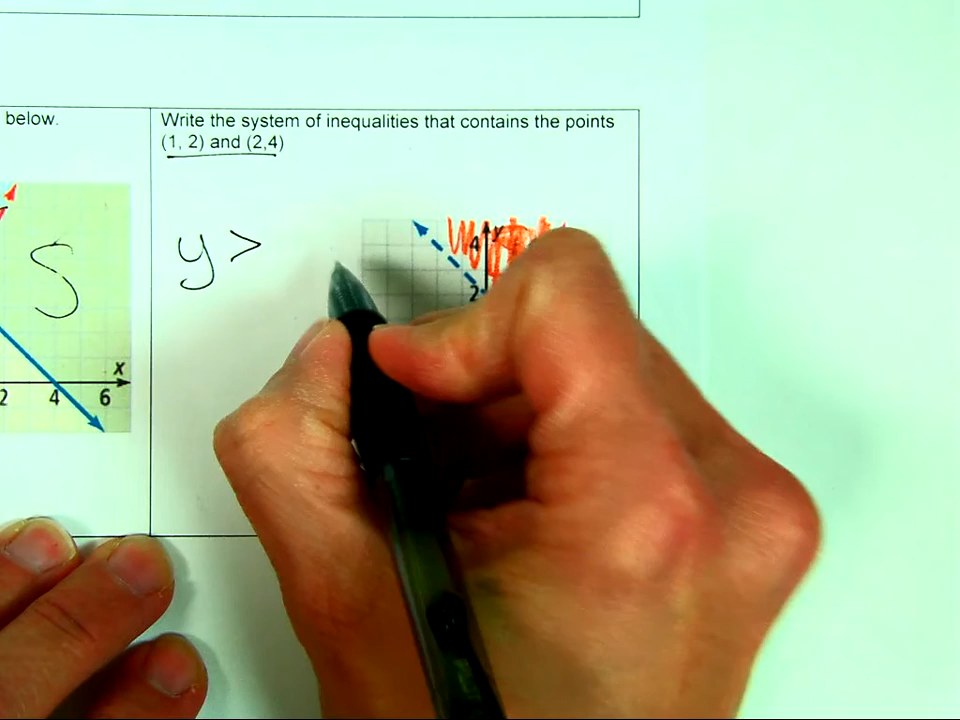 below.
Write the system of inequalities that contains the points
(1, 2) and (2,4)
S
y >
y
4
2
x
2 4 6